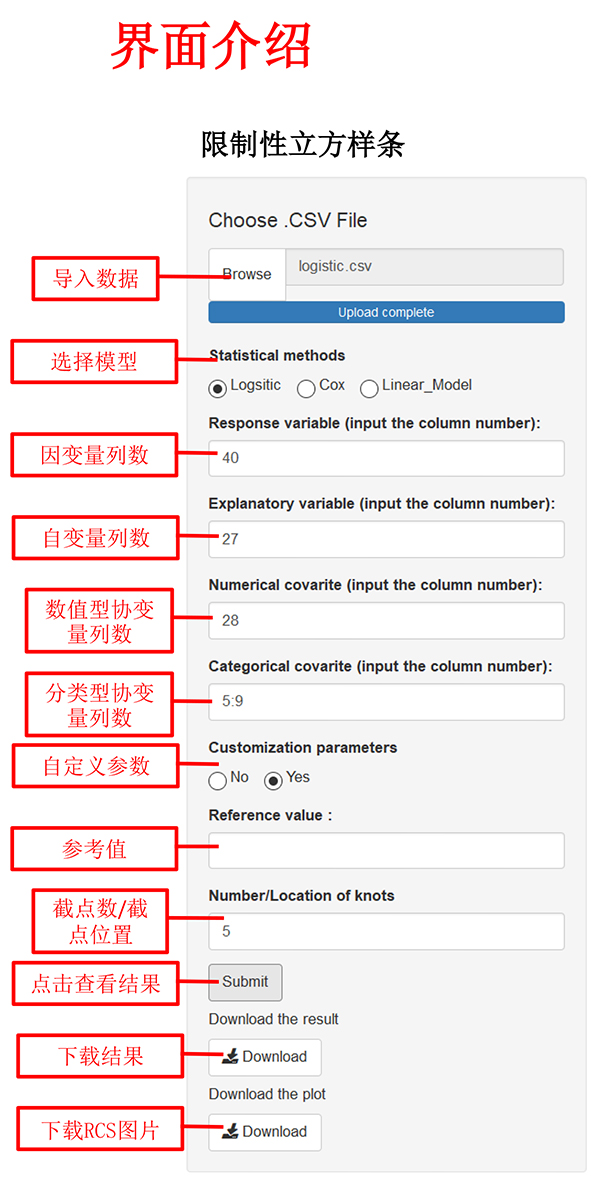 界面介绍
限制性立方样条
Choose .CSV File
导入数据
Browse
logistic.csv
Upload complete
选择模型
Statistical methods
Logsitic
Cox
Linear_Model
Response variable (input the column number):
因变量列数
40
Explanatory variable (input the column number):
自变量列数
27
Numerical covarite (input the column number):
数值型协变
量列数
28
Categorical covarite (input the column number):
分类型协变
量列数
5:9
Customization parameters
自定义参数
No
Yes
Reference value :
参考值
Number/Location of knots
截点数/截
点位置
5
点击查看结果
Submit
Download the result
下载结果
Download
Download the plot
下载RCS图片
Download